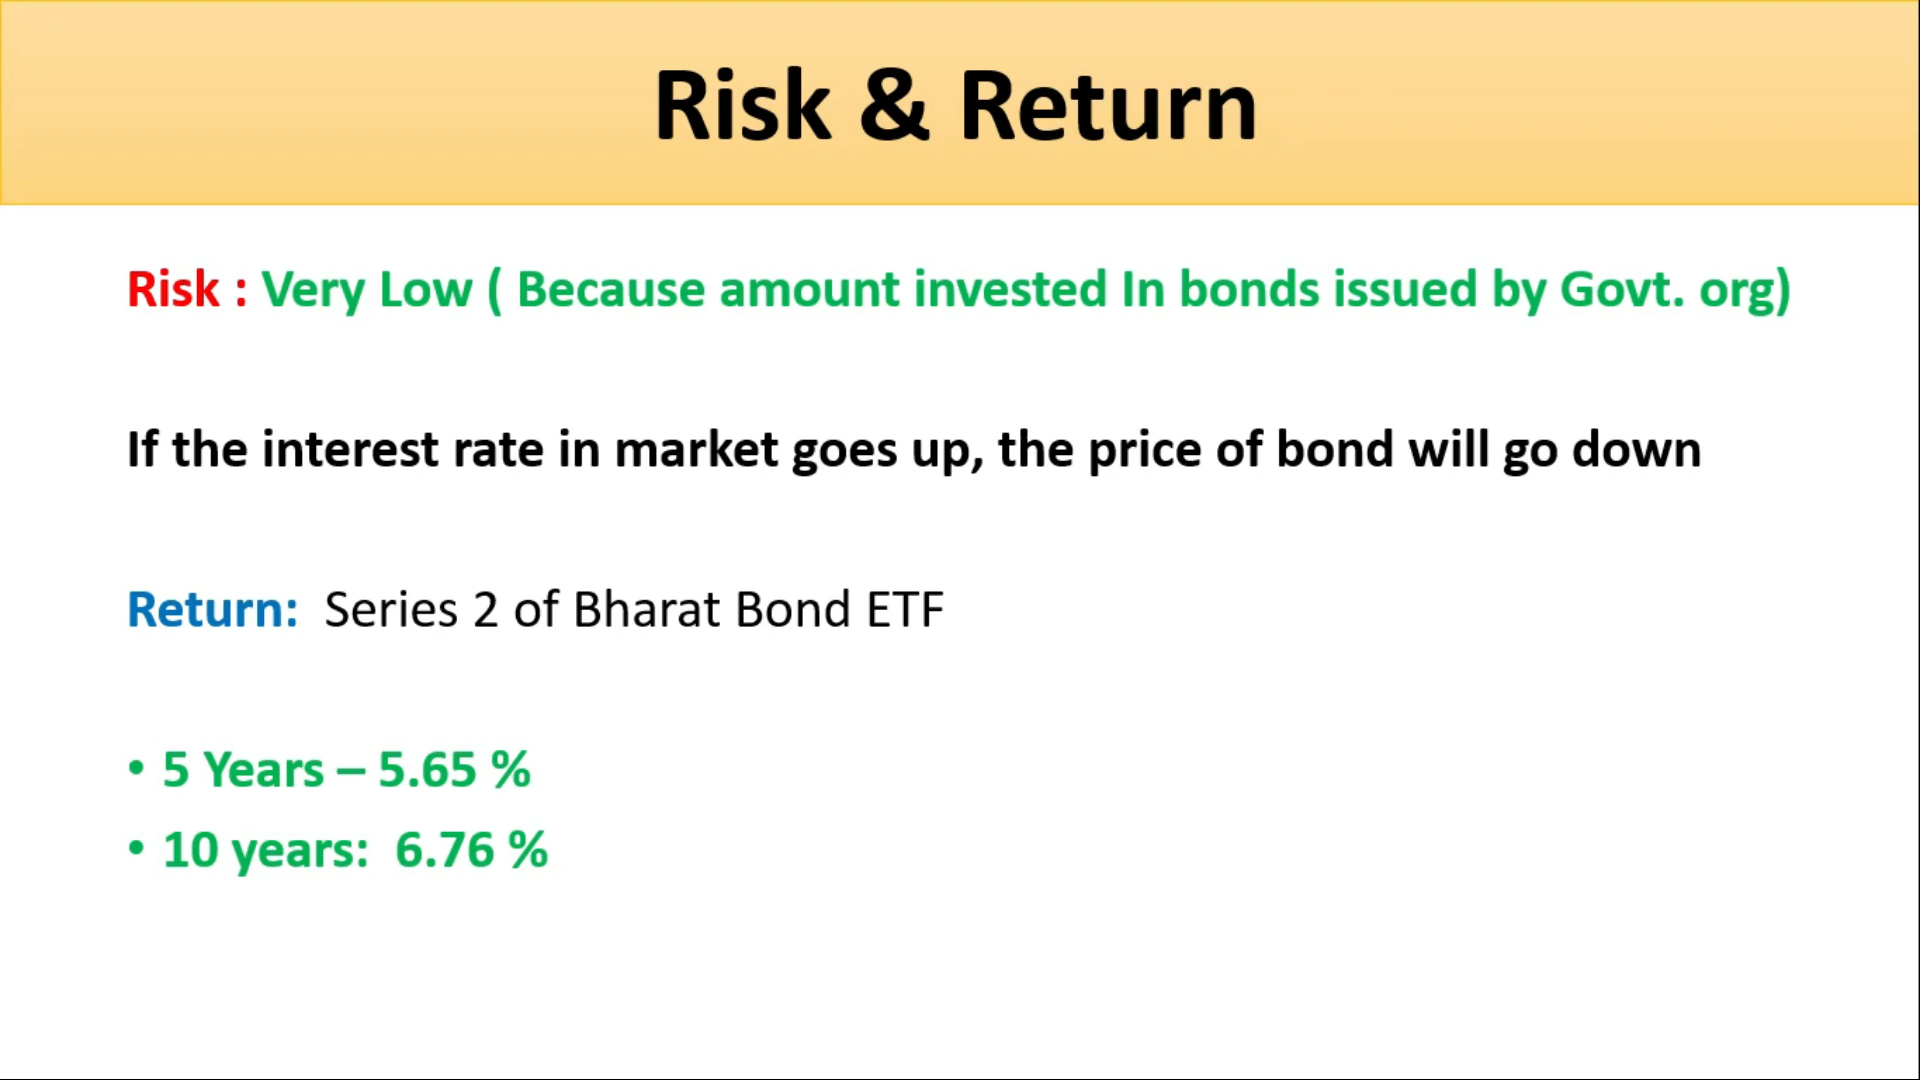 Risk & Return
Risk : Very Low ( Because amount invested In bonds issued by Govt. org)
If the interest rate in market goes up, the price of bond will go down
Return: Series 2 of Bharat Bond ETF
• 5 Years – 5.65 %
• 10 years: 6.76 %